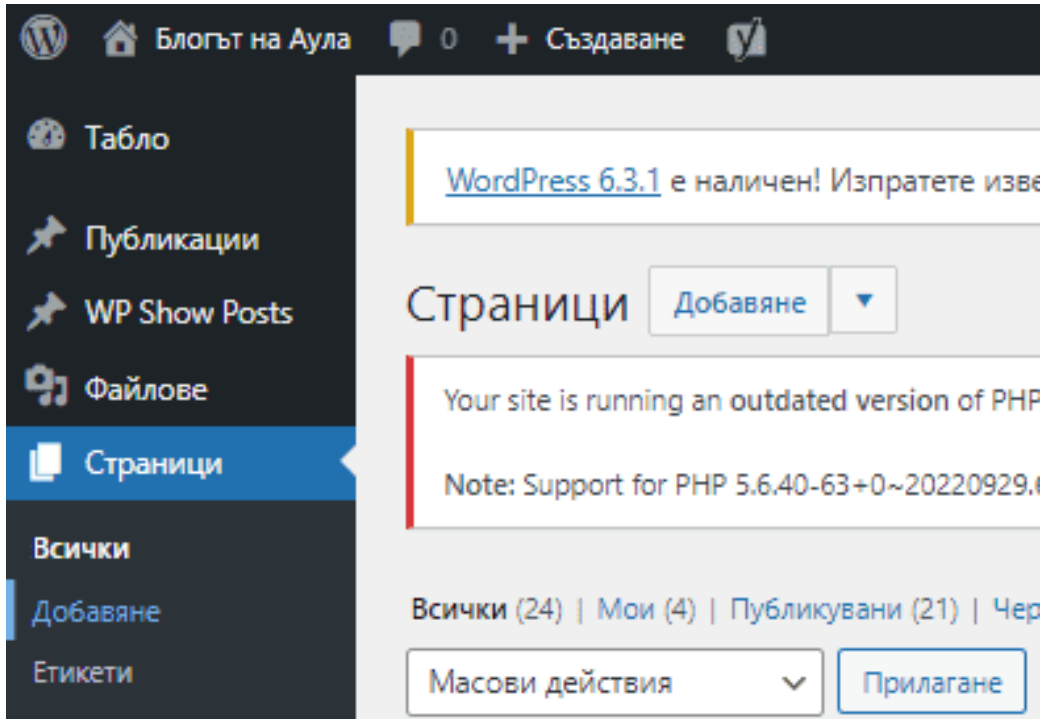 Блогът на Аула 0 Създаване
Табло
Публикации
WP Show Posts
Файлове
Страници
Всички
Добавяне
Етикети
WordPress 6.3.1 е наличен! Изпратете
Страници Добавяне
Your site is running an outdated version of PHP
Note: Support for PHP 5.6.40-63+0~20220929.
Всички (24) | Мои (4) | Публикувани (21) |
Масови действия Прилагане